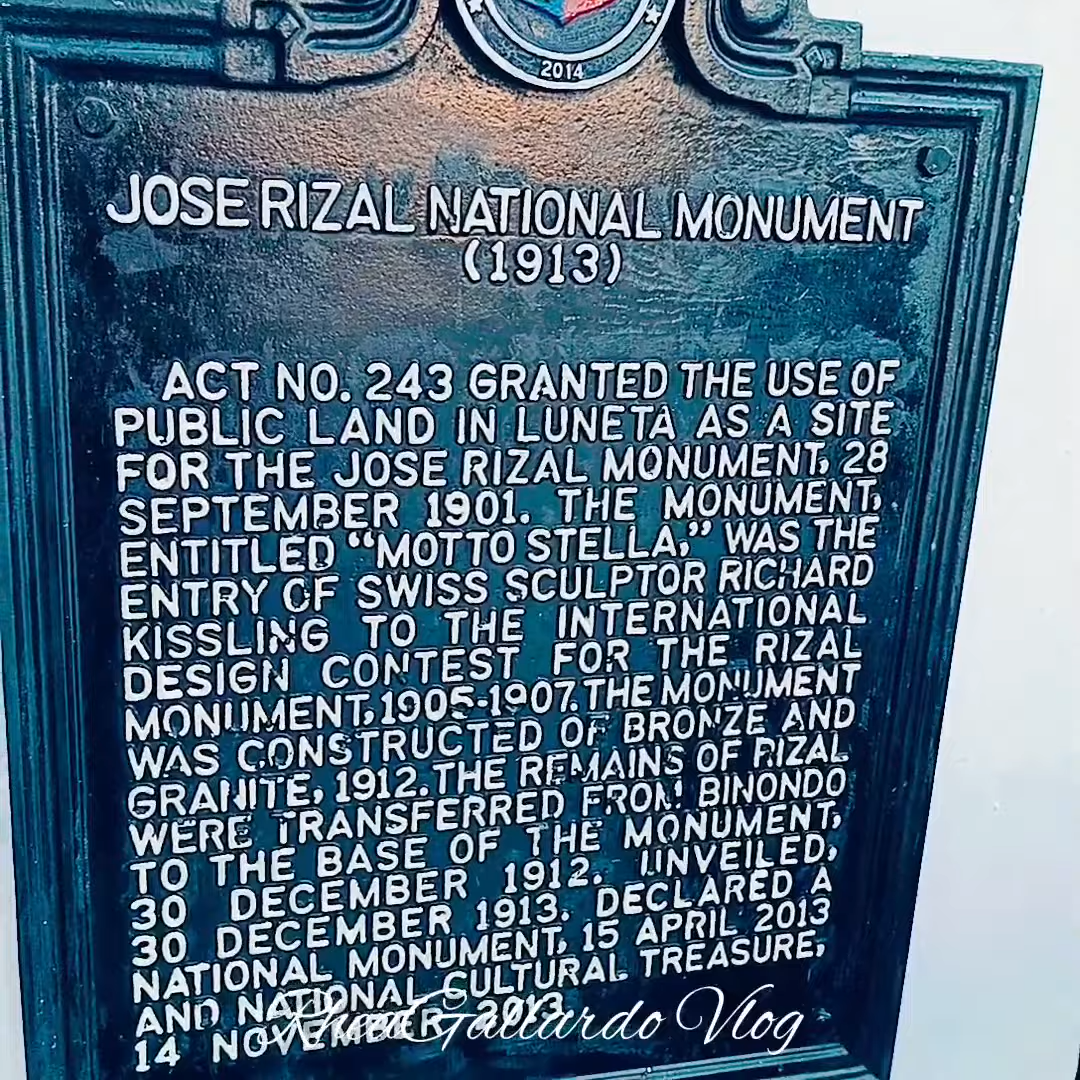 2014
JOSE RIZAL NATIONAL MONUMENT
(1913)
ACT NO. 243 GRANTED THE USE OF
PUBLIC LAND IN LUNETA AS A SITE
FOR THE JOSE RIZAL MONUMENT, 28
SEPTEMBER 1901. THE MONUMENT,
ENTITLED “MOTTO STELLA,” WAS THE
ENTRY OF SWISS SCULPTOR RICHARD
KISSLING TO THE INTERNATIONAL
DESIGN CONTEST FOR THE RIZAL
MONUMENT, 1905-1907. THE MONUMENT
WAS CONSTRUCTED OF BRONZE AND
GRANITE, 1912. THE REMAINS OF RIZAL
WERE TRANSFERRED FROM BINONDO
TO THE BASE OF THE MONUMENT,
30 DECEMBER 1912. UNVEILED,
30 DECEMBER 1913. DECLARED A
NATIONAL MONUMENT, 15 APRIL 2013
AND NATIONAL CULTURAL TREASURE,
14 NOVEMBER 2013.
Rhea Gallardo Vlog